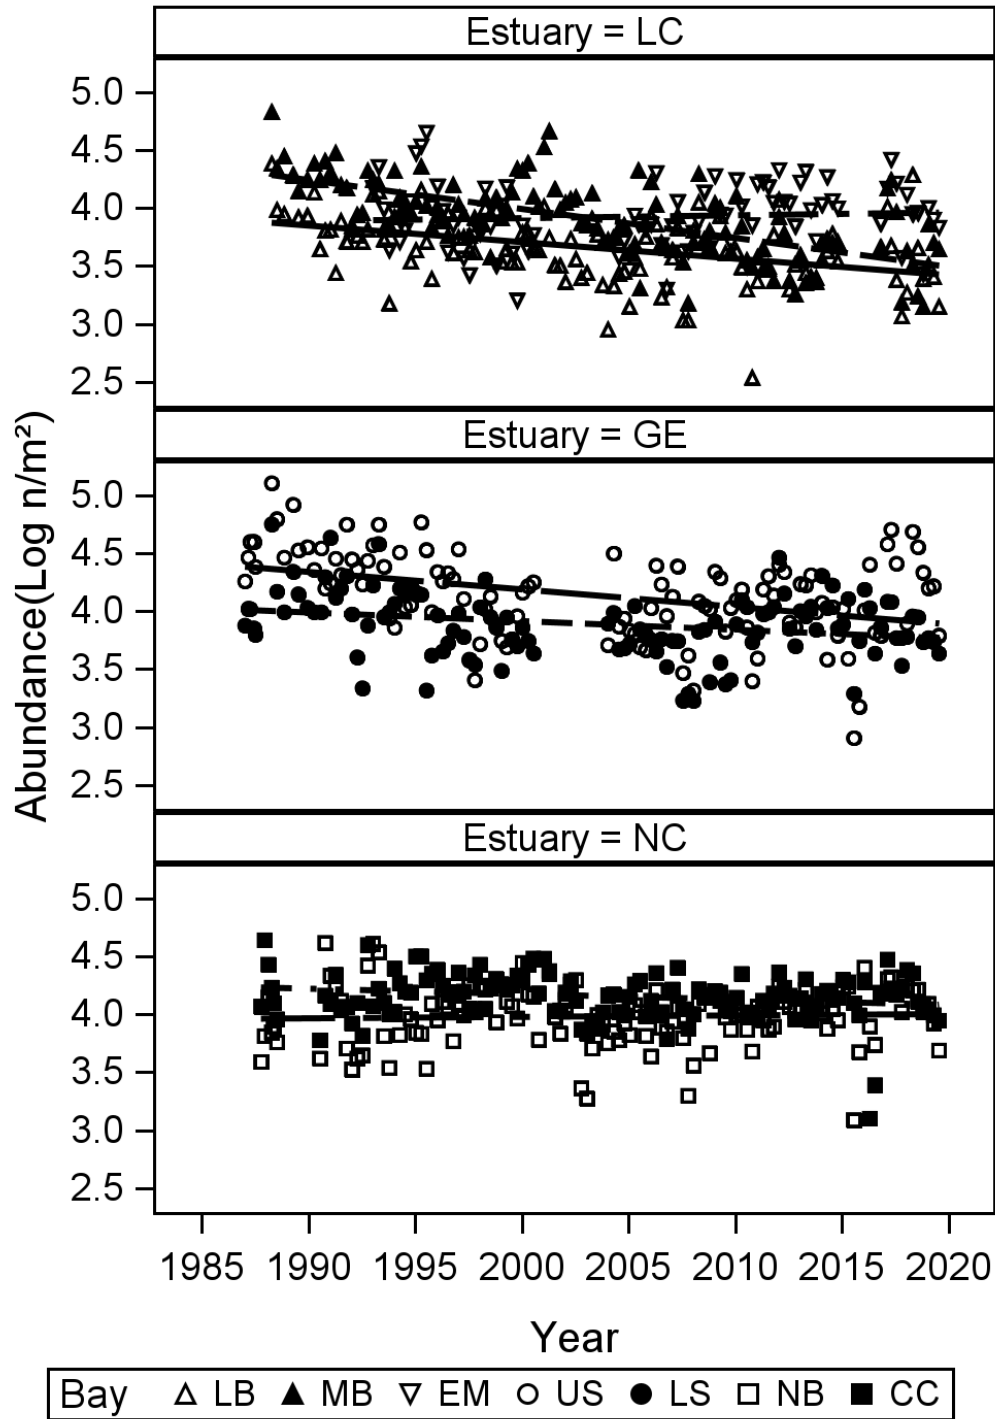 Estuary = LC
5.0
4.5
4.0
3.5
3.0
2.5
Estuary = GE
5.0
4.5
4.0
3.5
3.0
2.5
Abundance(Log n/m²)
Estuary = NC
5.0
4.5
4.0
3.5
3.0
2.5
1985 1990 1995 2000 2005 2010 2015 2020
Year
Bay LB MB EM US LS NB CC